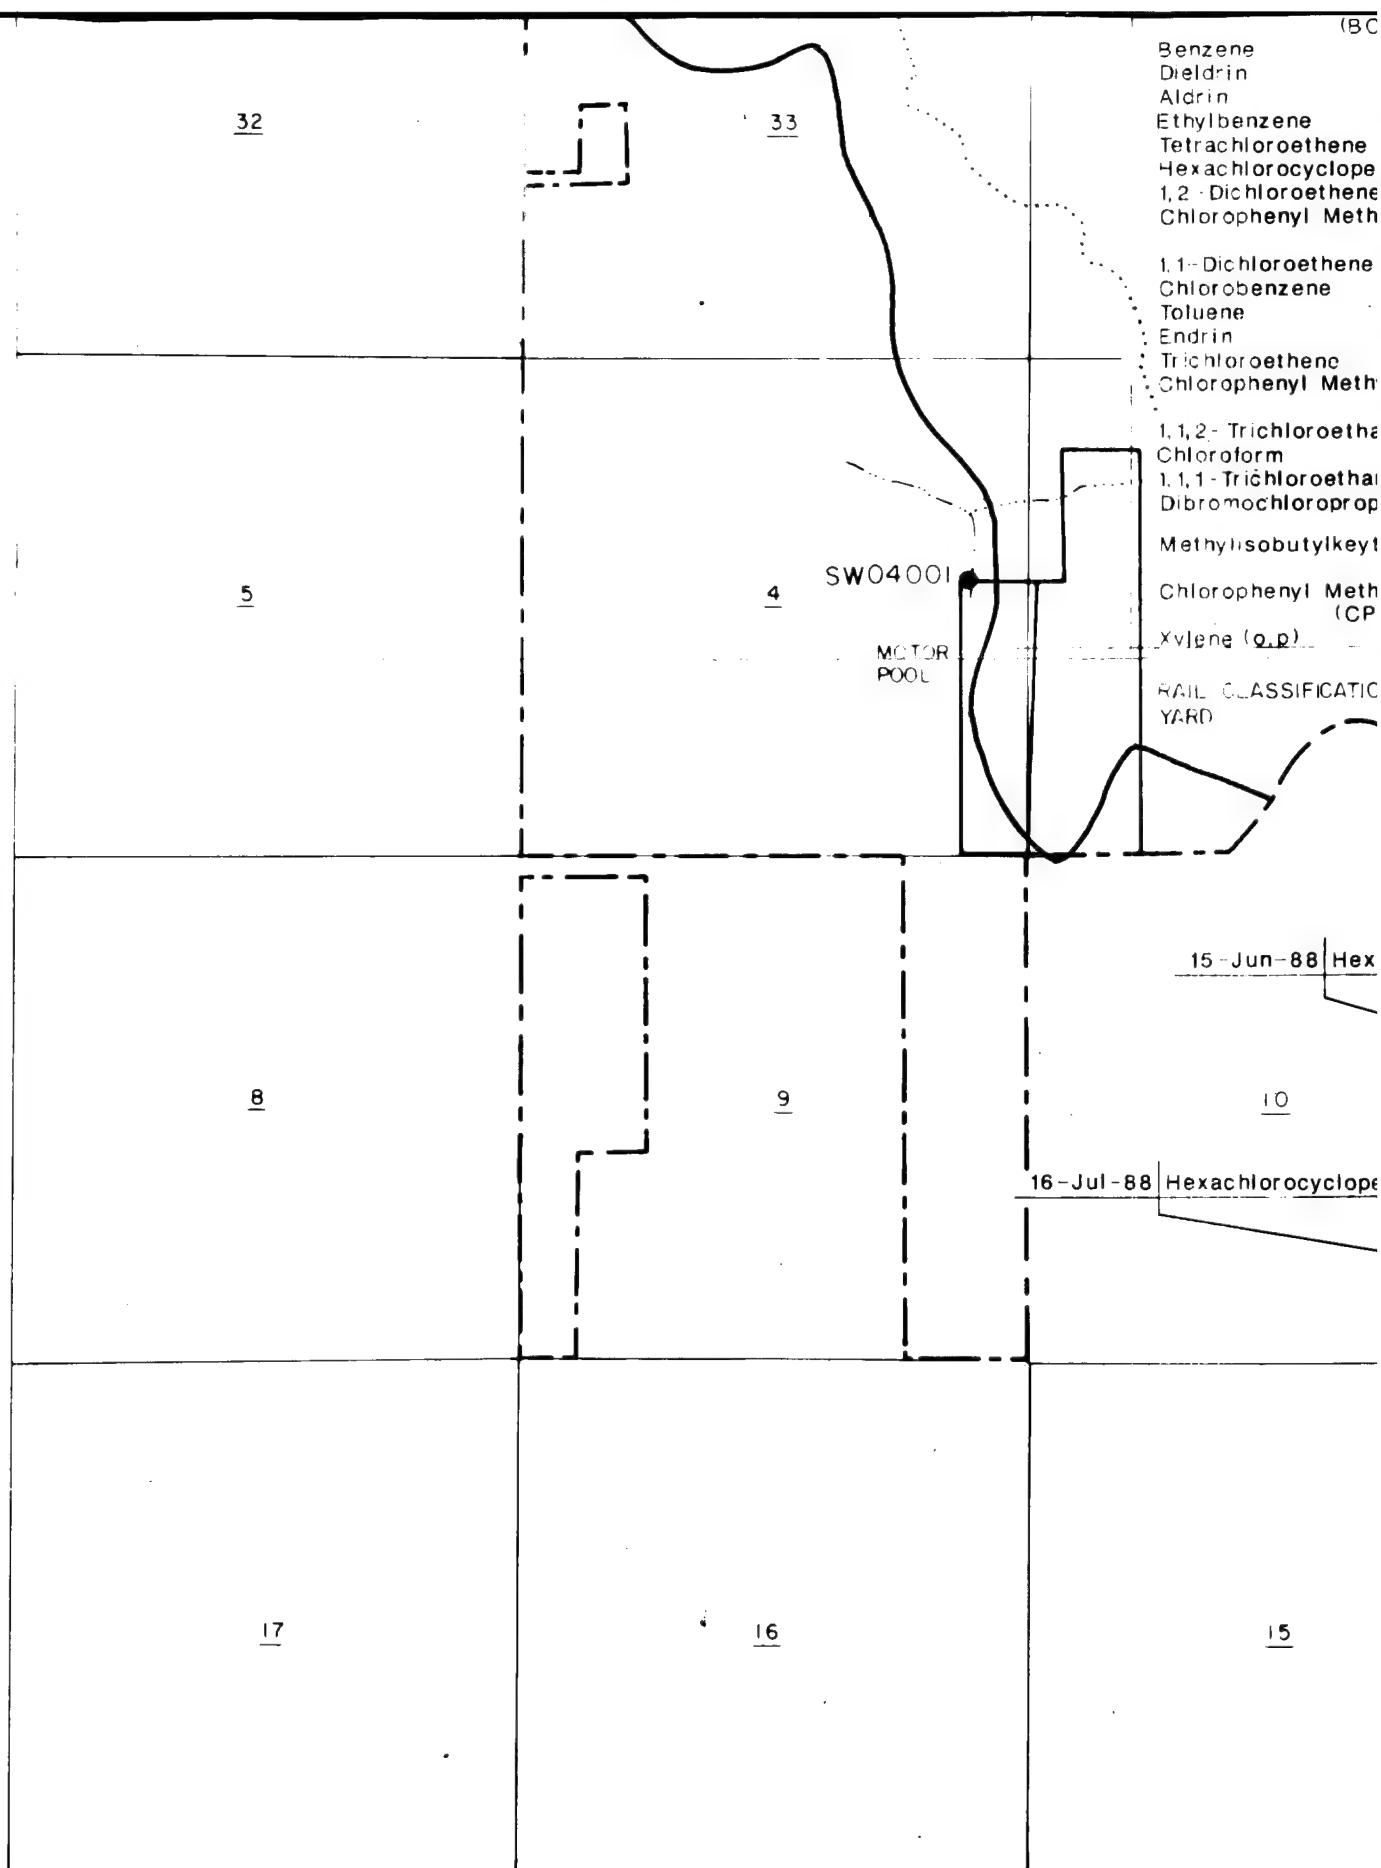 (BC
Benzene
Dieldrin
Aldrin
Ethylbenzene
Tetrachloroethene
Hexachlorocyclope
1,2-Dichloroethene
Chlorophenyl Meth
1,1-Dichloroethene
Chlorobenzene
Toluene
Endrin
Trichloroethene
Chlorophenyl Meth
1,1,2-Trichloroetha
Chloroform
1,1,1-Trichloroethan
Dibromochloroprop
Methylisobutylkeyt
Chlorophenyl Meth
(CP
Xylene (o,p)
RAIL CLASSIFICATIO
YARD
32
33
5
4
SW04001
MOTOR
POOL
15-Jun-88 Hex
8
9
10
16-Jul-88 Hexachlorocyclope
17
16
15